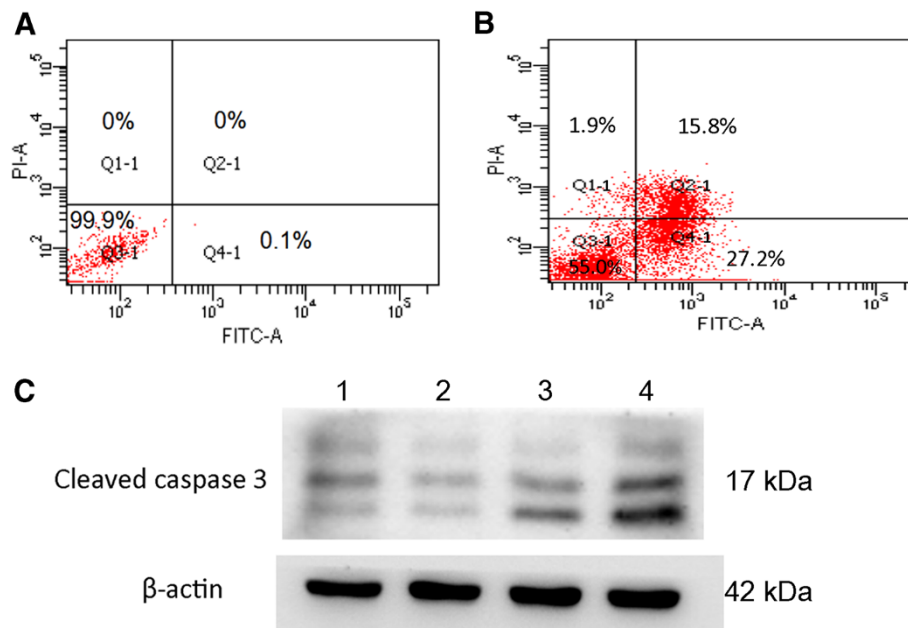 A
10^5
10^4
10^3
10^2
PI-A
0%
0%
Q1-1
Q2-1
99.9%
Q3-1
Q4-1
0.1%
10^2
10^3
10^4
10^5
FITC-A
B
10^5
10^4
10^3
10^2
PI-A
1.9%
15.8%
Q1-1
Q2-1
Q3-1
Q4-1
55.0%
27.2%
10^2
10^3
10^4
10^5
FITC-A
C
1 2 3 4
Cleaved caspase 3
17 kDa
β-actin
42 kDa